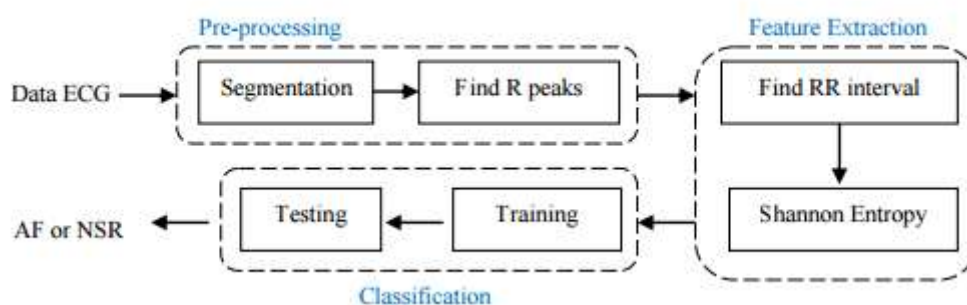 Pre-processing
Feature Extraction
Data ECG
Segmentation
Find R peaks
Find RR interval
AF or NSR
Testing
Training
Shannon Entropy
Classification